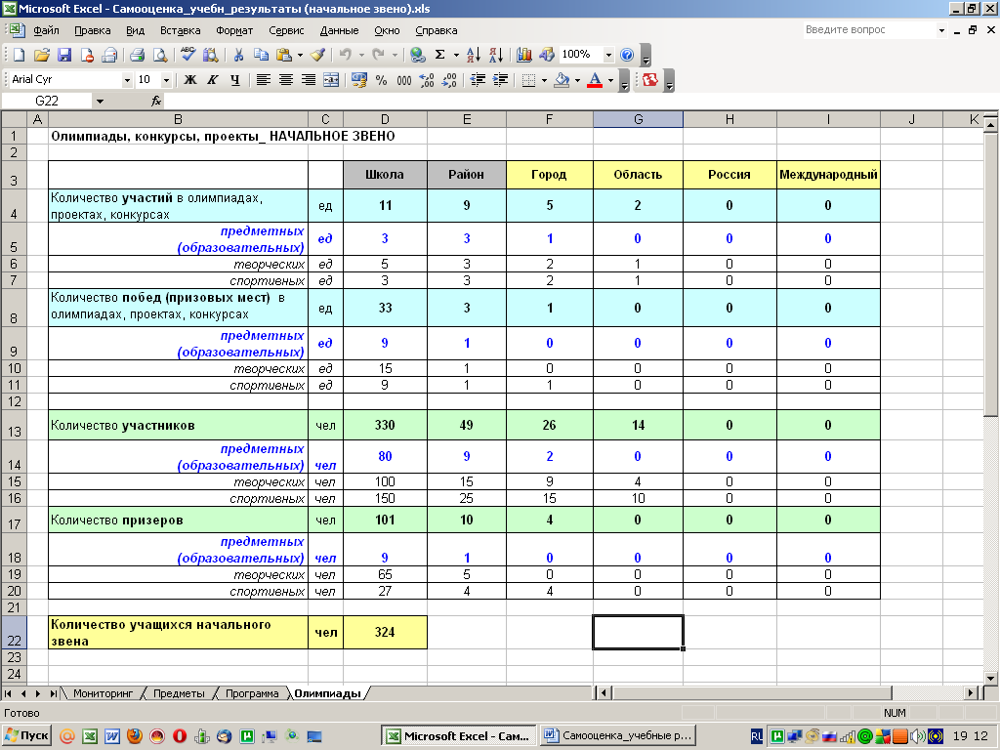 Microsoft Excel - Самооценка_учебн_результаты (начальное звено).xls
Файл Правка Вид Вставка Формат Сервис Данные Окно Справка Введите вопрос
100%
Arial Cyr 10 Ж К Ч % 000
G22 fx
A B C D E F G H I J K
1 Олимпиады, конкурсы, проекты_ НАЧАЛЬНОЕ ЗВЕНО
2
3 Школа Район Город Область Россия Международный
Количество участий в олимпиадах,
4 проектах, конкурсах ед 11 9 5 2 0 0
предметных
5 (образовательных) ед 3 3 1 0 0 0
6 творческих ед 5 3 2 1 0 0
7 спортивных ед 3 3 2 1 0 0
Количество побед (призовых мест) в
8 олимпиадах, проектах, конкурсах ед 33 3 1 0 0 0
предметных
9 (образовательных) ед 9 1 0 0 0 0
10 творческих ед 15 1 0 0 0 0
11 спортивных ед 9 1 1 0 0 0
12
13 Количество участников чел 330 49 26 14 0 0
предметных
14 (образовательных) чел 80 9 2 0 0 0
15 творческих чел 100 15 9 4 0 0
16 спортивных чел 150 25 15 10 0 0
17 Количество призеров чел 101 10 4 0 0 0
предметных
18 (образовательных) чел 9 1 0 0 0 0
19 творческих чел 65 5 0 0 0 0
20 спортивных чел 27 4 4 0 0 0
21
Количество учащихся начального
22 звена чел 324
23
24
Мониторинг Предметы Программа Олимпиады
Готово NUM
Пуск Microsoft Excel - Сам... Самооценка_учебные р... RL 19 12